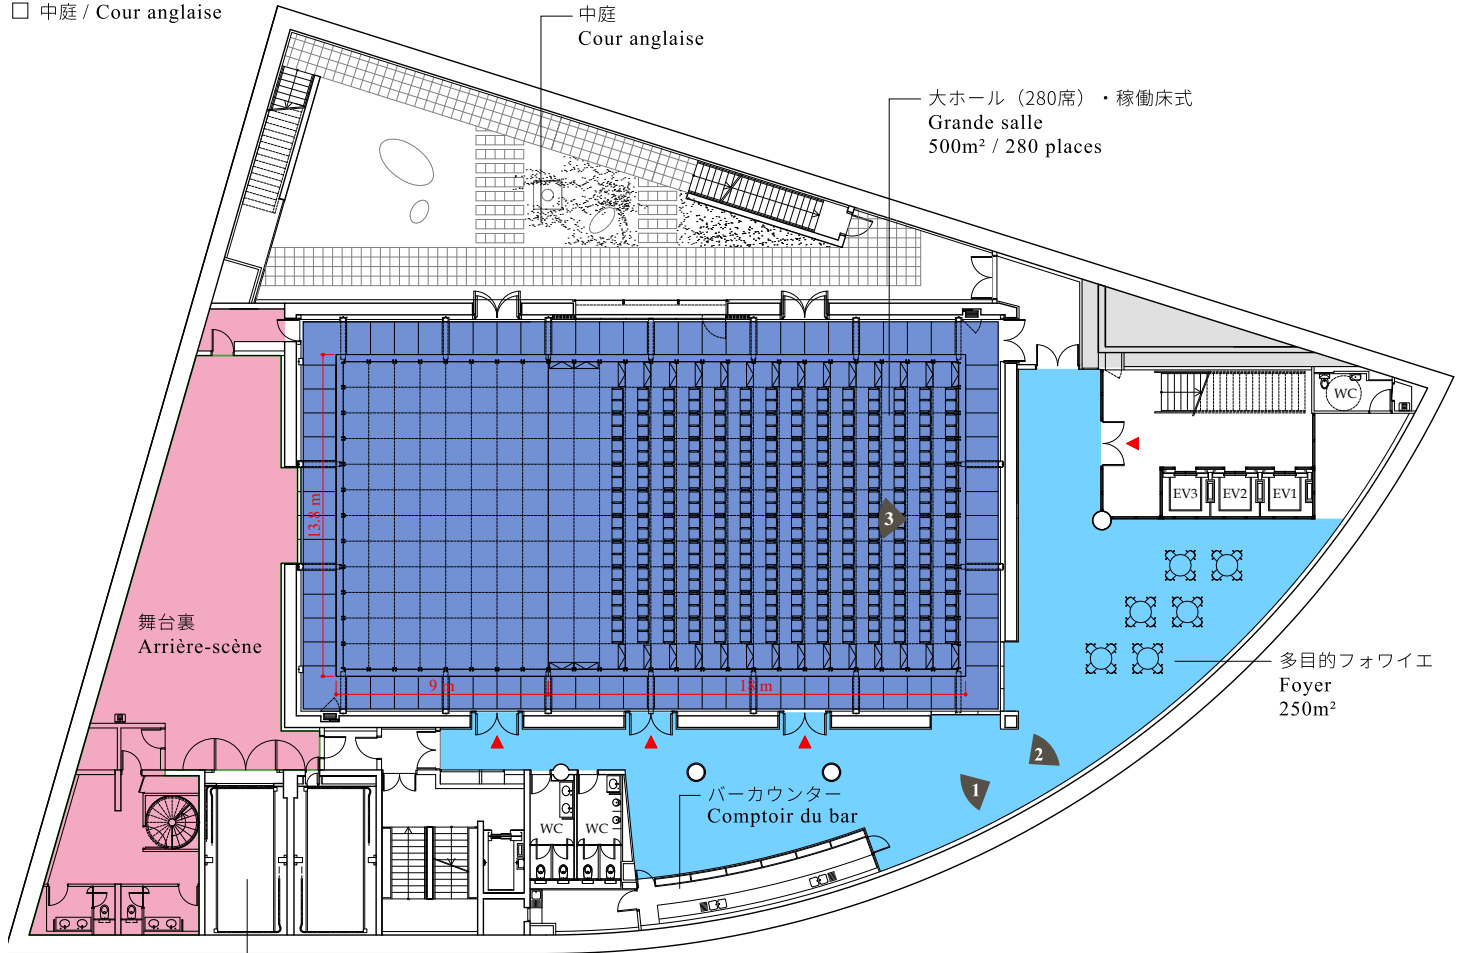 中庭 / Cour anglaise
中庭
Cour anglaise
大ホール（280席）・稼働床式
Grande salle
500m² / 280 places
WC
EV3
EV2
EV1
3
13.8 m
舞台裏
Arrière-scène
多目的フォワイエ
Foyer
250m²
9 m
18 m
2
1
バーカウンター
Comptoir du bar
WC
WC